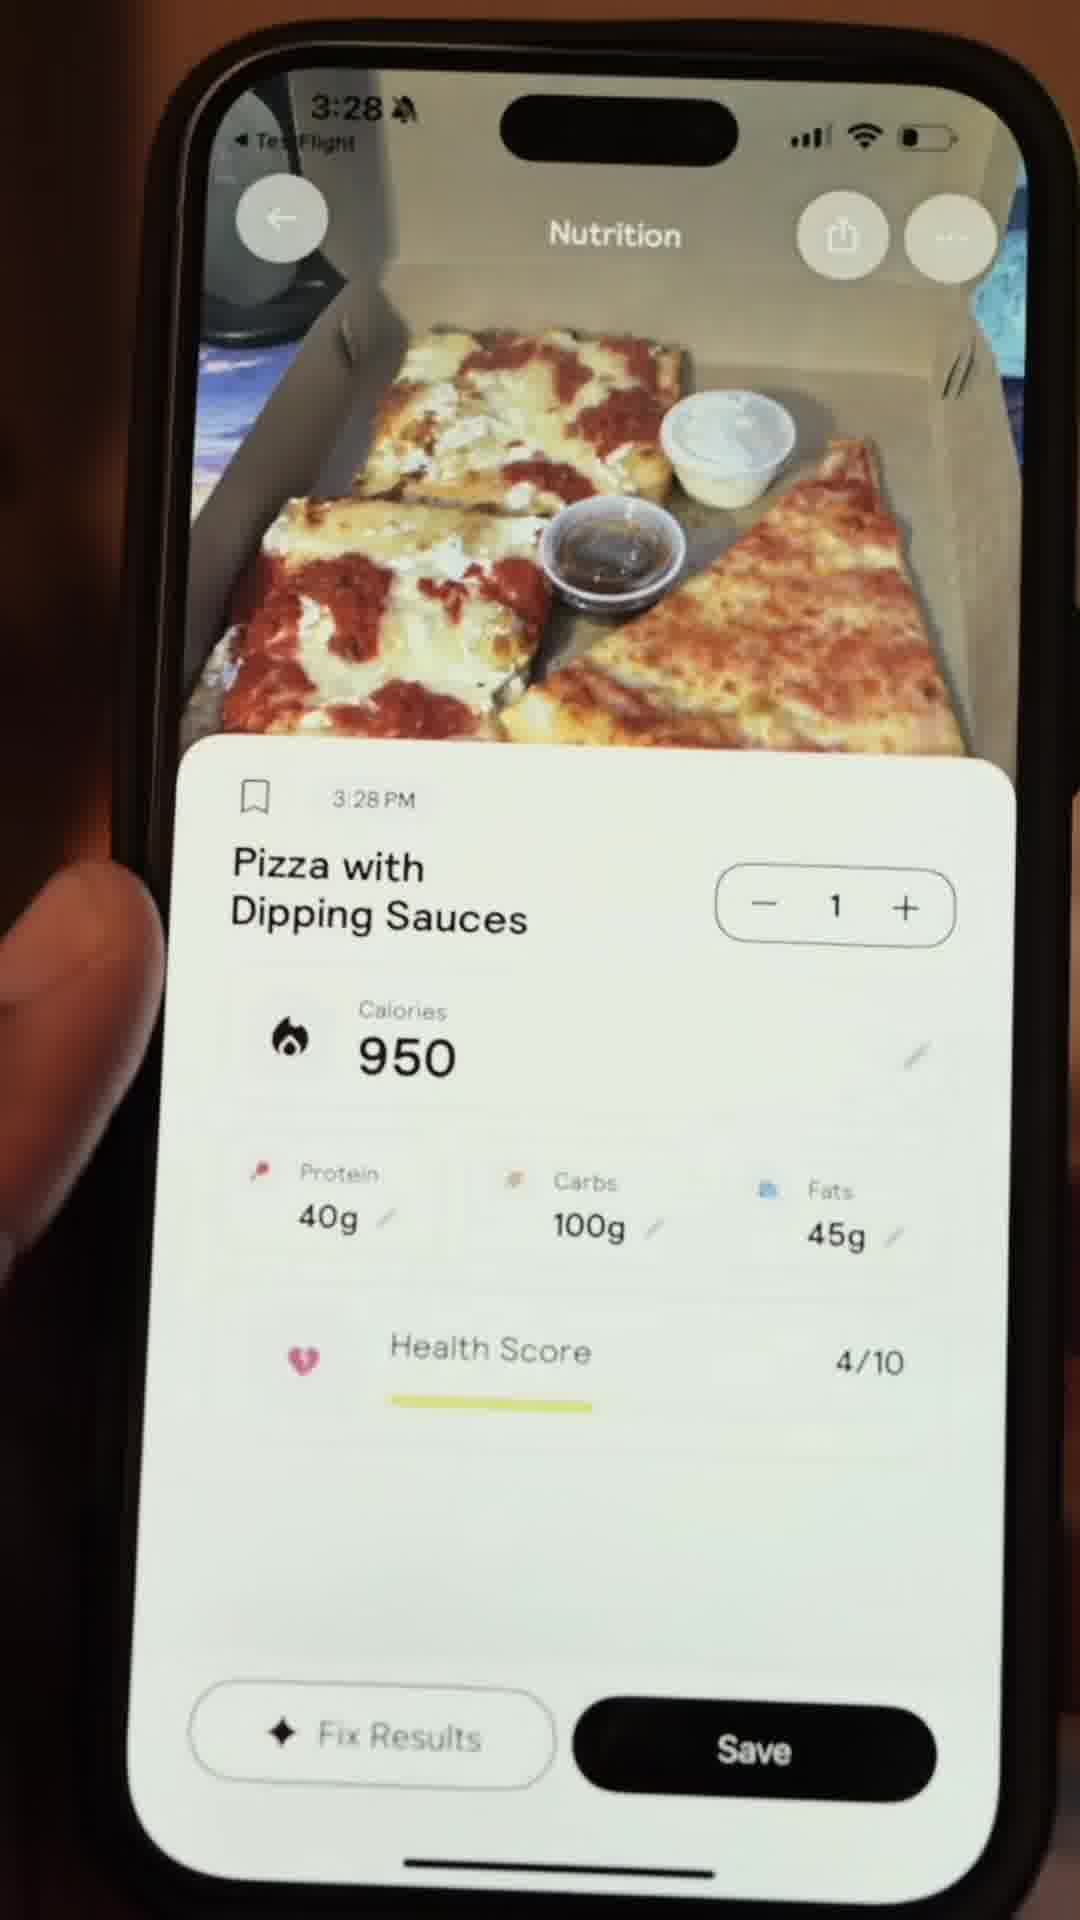 3:28
TestFlight
Nutrition
3:28 PM
Pizza with
Dipping Sauces
1
Calories
950
Protein
40g
Carbs
100g
Fats
45g
Health Score
4/10
Fix Results
Save